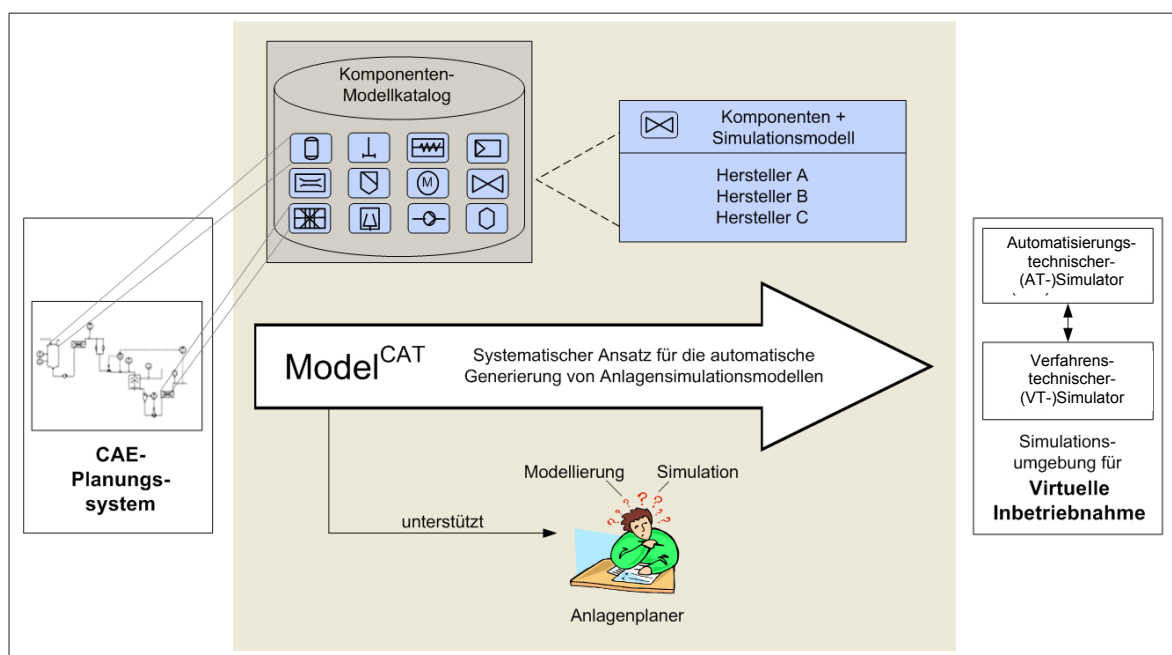 Komponenten-
Modellkatalog
M
Komponenten +
Simulationsmodell
Hersteller A
Hersteller B
Hersteller C
CAE-
Planungs-
system
Model^CAT
Systematischer Ansatz für die automatische
Generierung von Anlagensimulationsmodellen
unterstützt
Modellierung
Simulation
? ? ? ? ? ? ?
Anlagenplaner
Automatisierungs-
technischer-
(AT-)Simulator
Verfahrens-
technischer-
(VT-)Simulator
Simulations-
umgebung für
Virtuelle
Inbetriebnahme